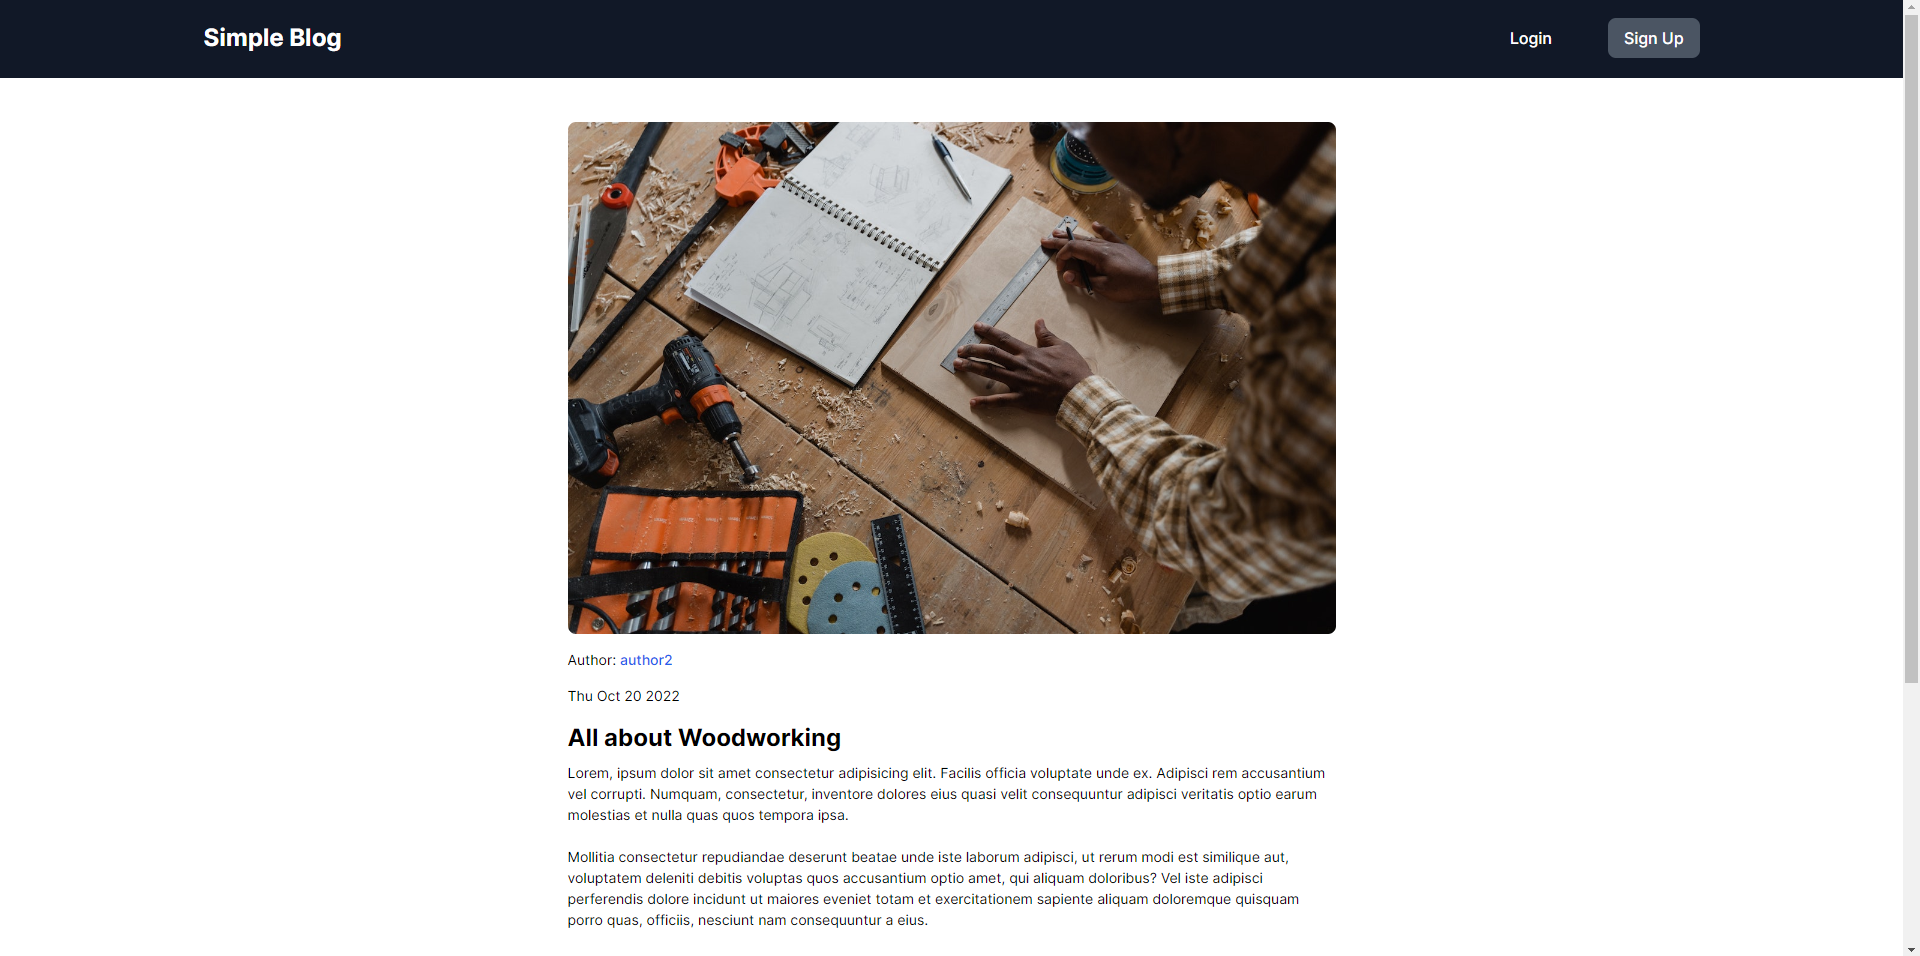 Simple Blog
Login
Sign Up
Author: author2
Thu Oct 20 2022
All about Woodworking
Lorem, ipsum dolor sit amet consectetur adipisicing elit. Facilis officia voluptate unde ex. Adipisci rem accusantium
vel corrupti. Numquam, consectetur, inventore dolores eius quasi velit consequuntur adipisci veritatis optio earum
molestias et nulla quas quos tempora ipsa.
Mollitia consectetur repudiandae deserunt beatae unde iste laborum adipisci, ut rerum modi est similique aut,
voluptatem deleniti debitis voluptas quos accusantium optio amet, qui aliquam doloribus? Vel iste adipisci
perferendis dolore incidunt ut maiores eveniet totam et exercitationem sapiente aliquam doloremque quisquam
porro quas, officiis, nesciunt nam consequuntur a eius.